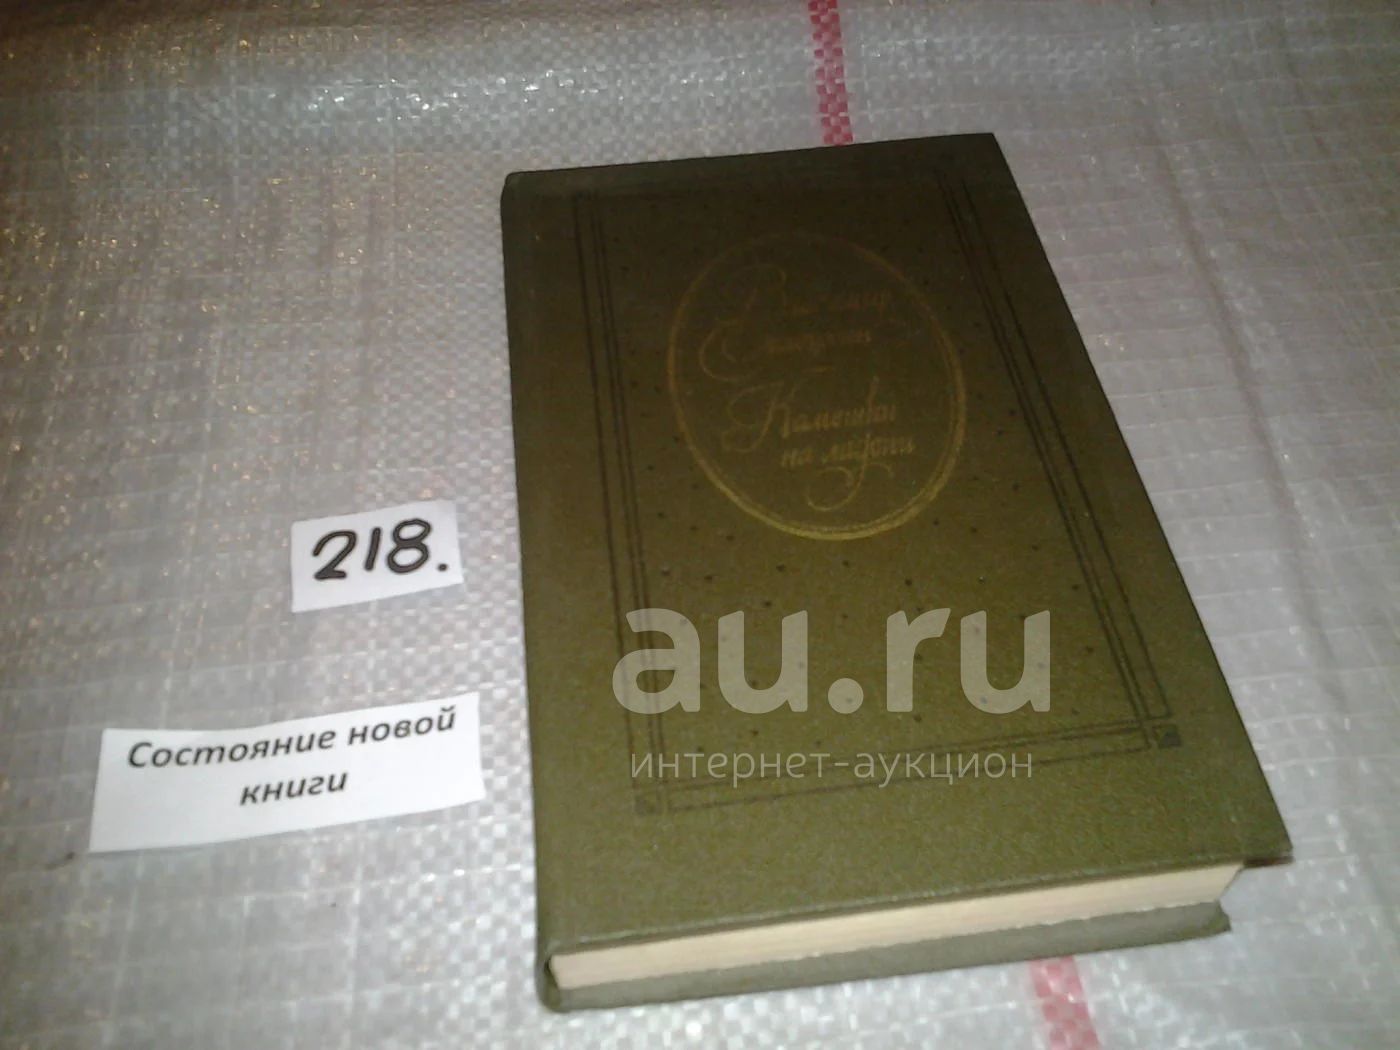 Владимир
Солоухин
Камешки
на ладони
218.
Состояние новой
книги
au.ru
интернет-аукцион